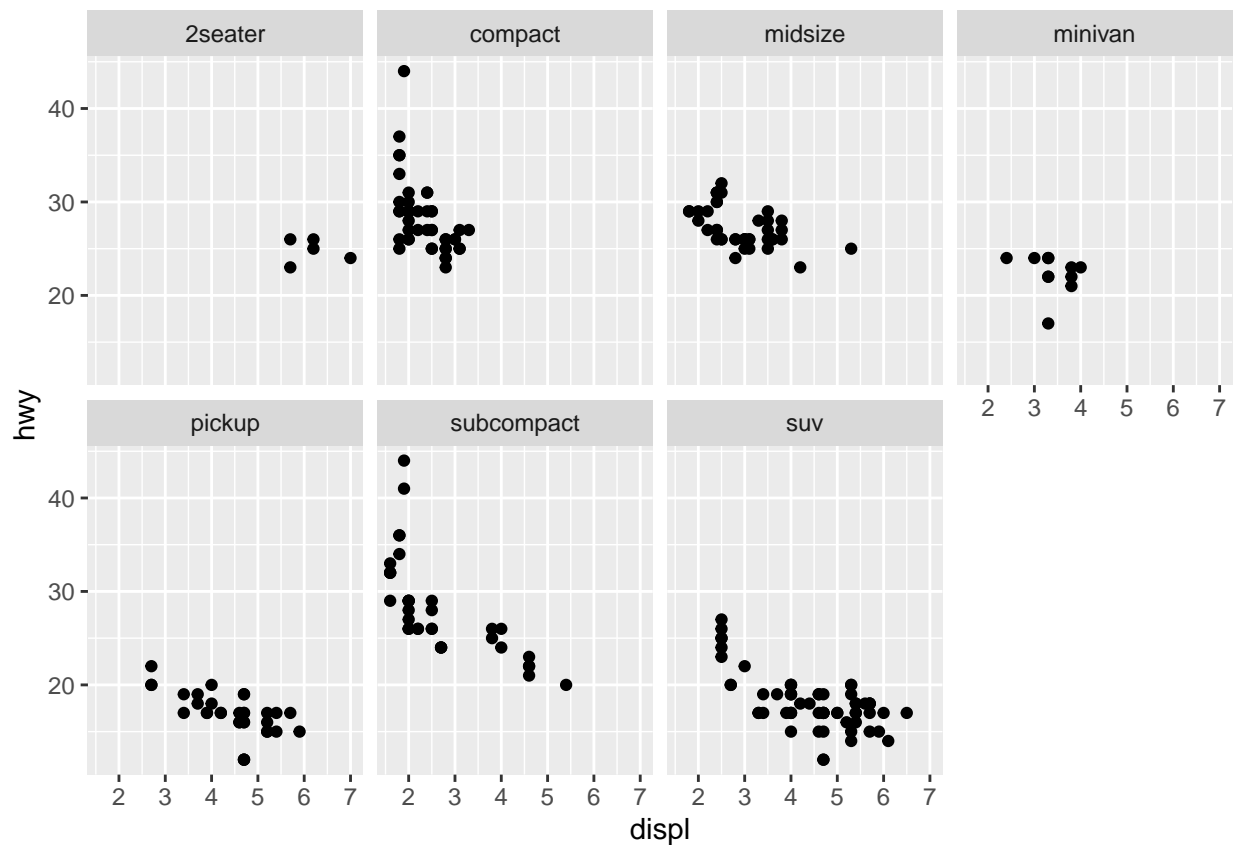 2seater compact midsize minivan
40
30
20
2 3 4 5 6 7
hwy
pickup subcompact suv
40
30
20
2 3 4 5 6 7 2 3 4 5 6 7 2 3 4 5 6 7
displ